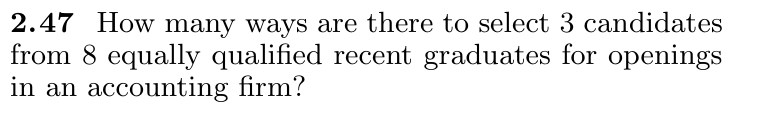 2.47 How many ways are there to select 3 candidates
from 8 equally qualified recent graduates for openings
in an accounting firm?